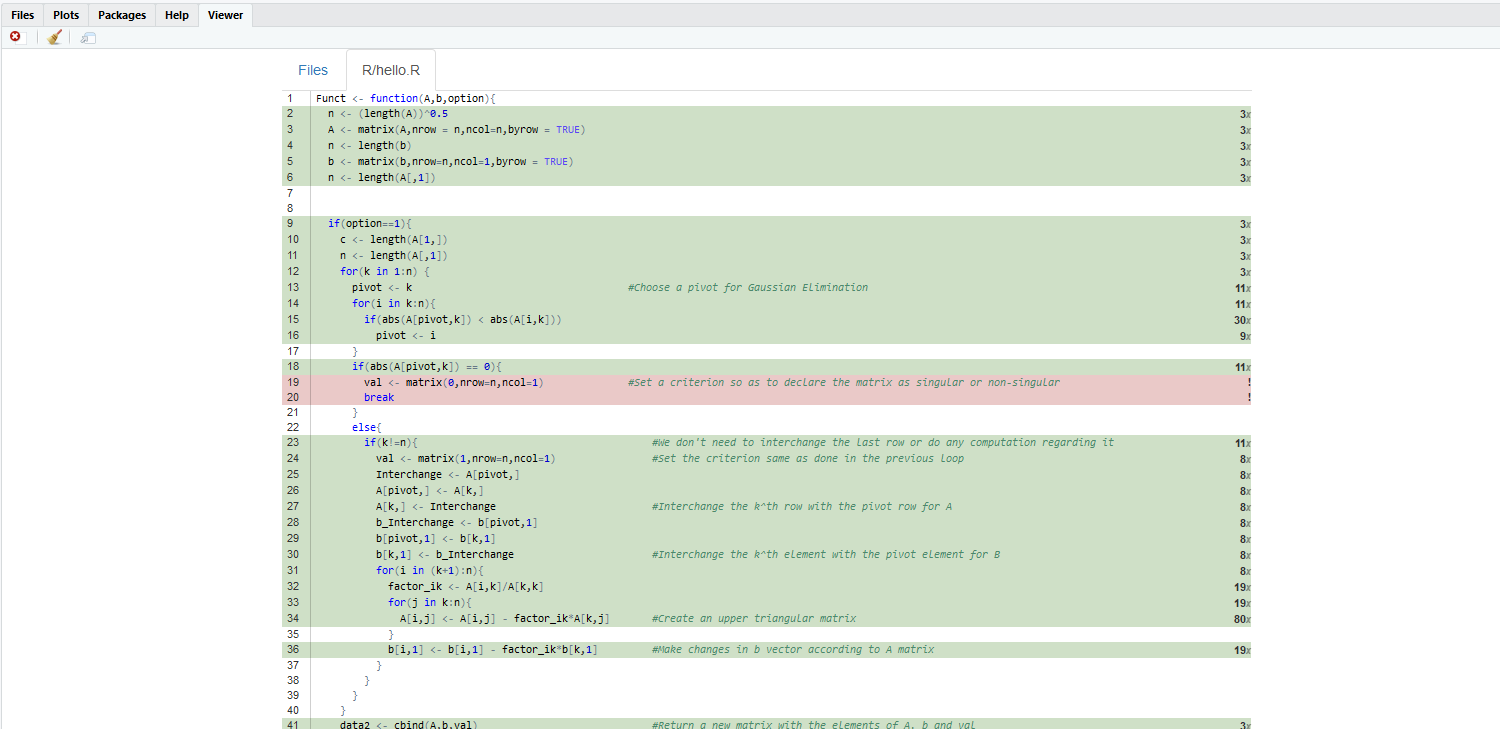 Files Plots Packages Help Viewer
Files R/hello.R
1 Funct <- function(A,b,option){
2 n <- (length(A))^0.5 3x
3 A <- matrix(A,nrow = n,ncol=n,byrow = TRUE) 3x
4 n <- length(b) 3x
5 b <- matrix(b,nrow=n,ncol=1,byrow = TRUE) 3x
6 n <- length(A[,1]) 3x
7
8
9 if(option==1){ 3x
10 c <- length(A[1,]) 3x
11 n <- length(A[,1]) 3x
12 for(k in 1:n) { 3x
13 pivot <- k #Choose a pivot for Gaussian Elimination 11x
14 for(i in k:n){ 11x
15 if(abs(A[pivot,k]) < abs(A[i,k])) 30x
16 pivot <- i 9x
17 }
18 if(abs(A[pivot,k]) == 0){ 11x
19 val <- matrix(0,nrow=n,ncol=1) #Set a criterion so as to declare the matrix as singular or non-singular !
20 break !
21 }
22 else{
23 if(k!=n){ #We don't need to interchange the last row or do any computation regarding it 11x
24 val <- matrix(1,nrow=n,ncol=1) #Set the criterion same as done in the previous loop 8x
25 Interchange <- A[pivot,] 8x
26 A[pivot,] <- A[k,] 8x
27 A[k,] <- Interchange #Interchange the k^th row with the pivot row for A 8x
28 b_Interchange <- b[pivot,1] 8x
29 b[pivot,1] <- b[k,1] 8x
30 b[k,1] <- b_Interchange #Interchange the k^th element with the pivot element for B 8x
31 for(i in (k+1):n){ 8x
32 factor_ik <- A[i,k]/A[k,k] 19x
33 for(j in k:n){ 19x
34 A[i,j] <- A[i,j] - factor_ik*A[k,j] #Create an upper triangular matrix 80x
35 }
36 b[i,1] <- b[i,1] - factor_ik*b[k,1] #Make changes in b vector according to A matrix 19x
37 }
38 }
39 }
40 }
41 data2 <- cbind(A,b,val) #Return a new matrix with the elements of A, b and val 3x